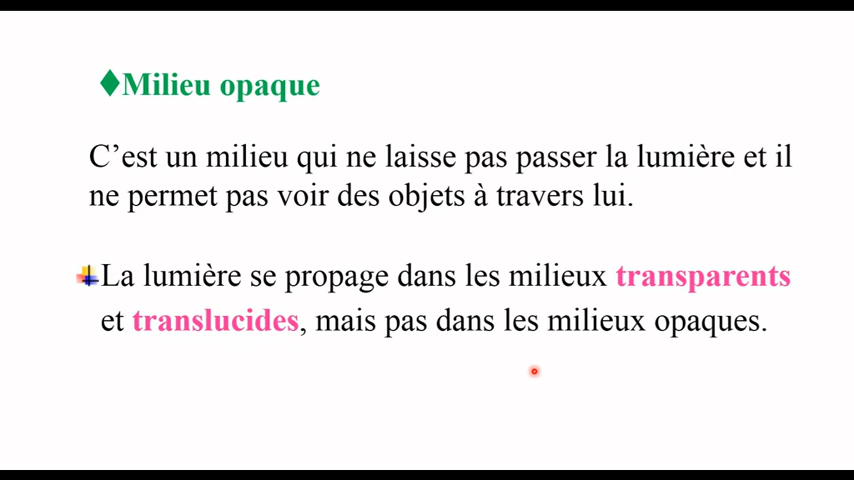 Milieu opaque
C’est un milieu qui ne laisse pas passer la lumière et il
ne permet pas voir des objets à travers lui.
La lumière se propage dans les milieux transparents
et translucides, mais pas dans les milieux opaques.